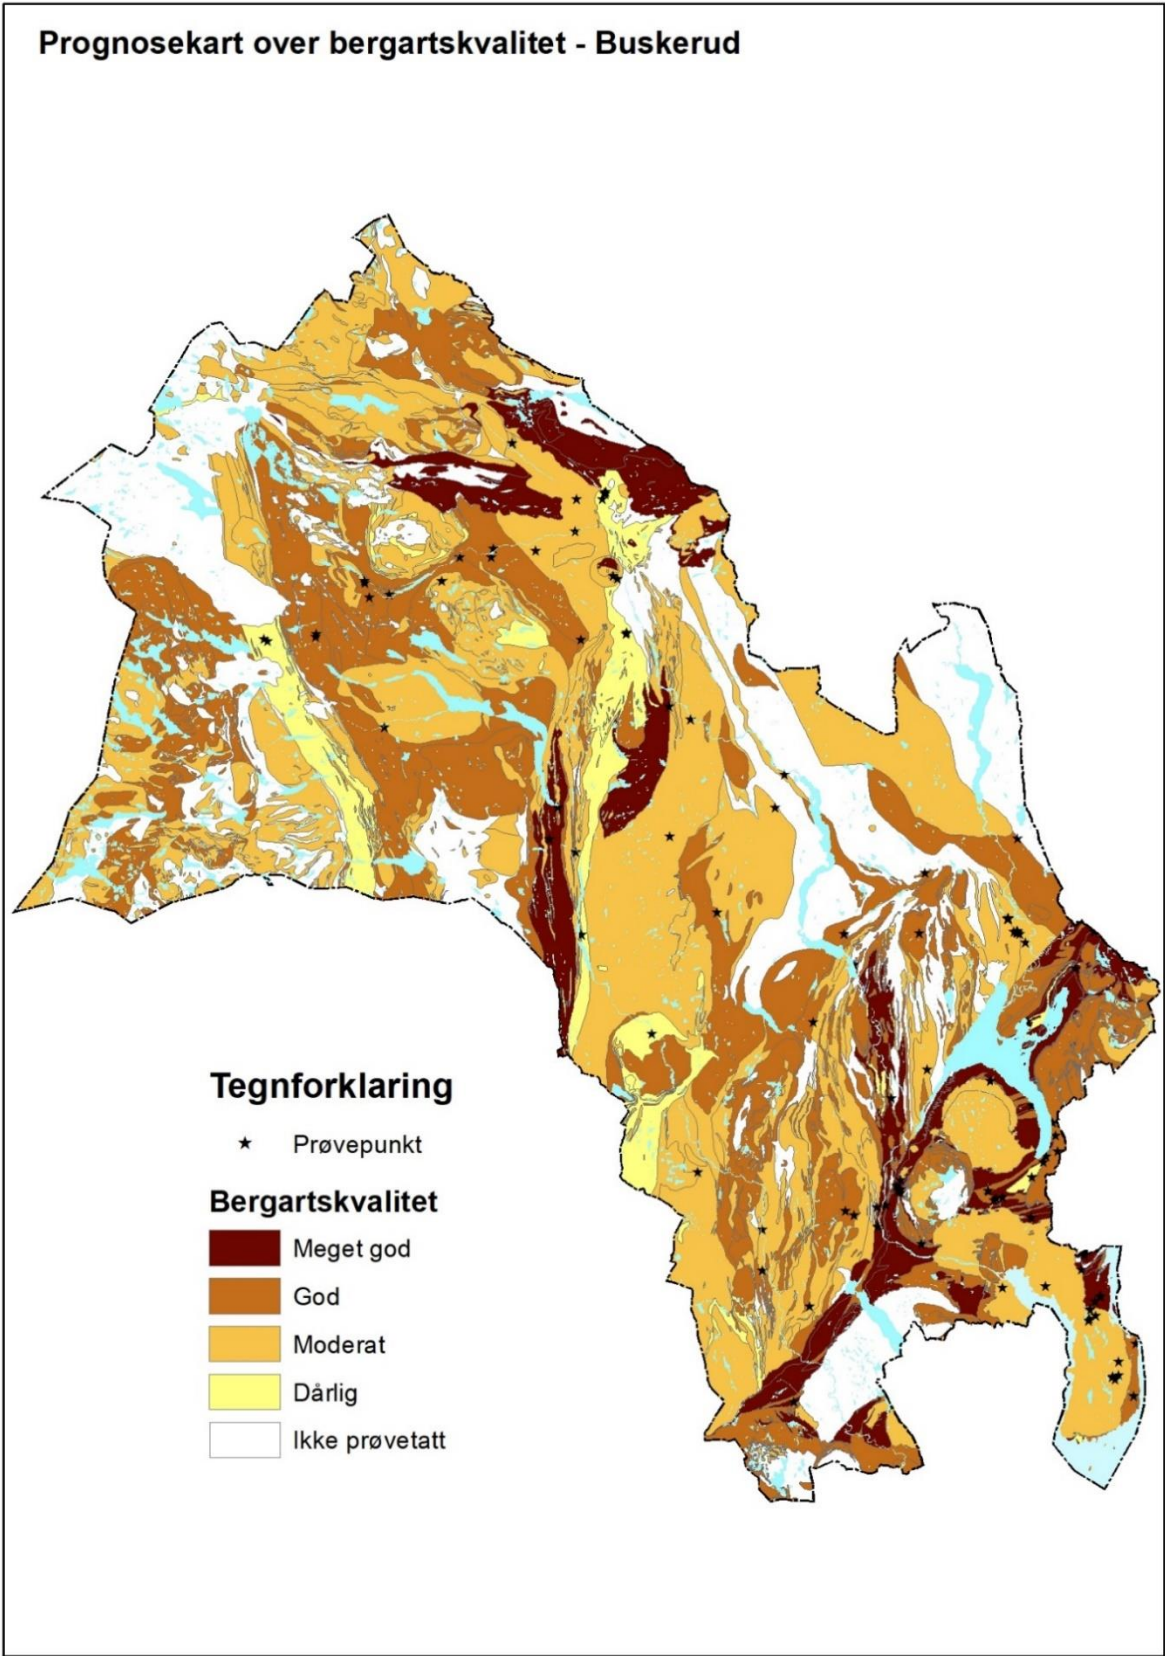 Prognosekart over bergartskvalitet - Buskerud
Tegnforklaring
Prøvepunkt
Bergartskvalitet
Meget god
God
Moderat
Dårlig
Ikke prøvetatt